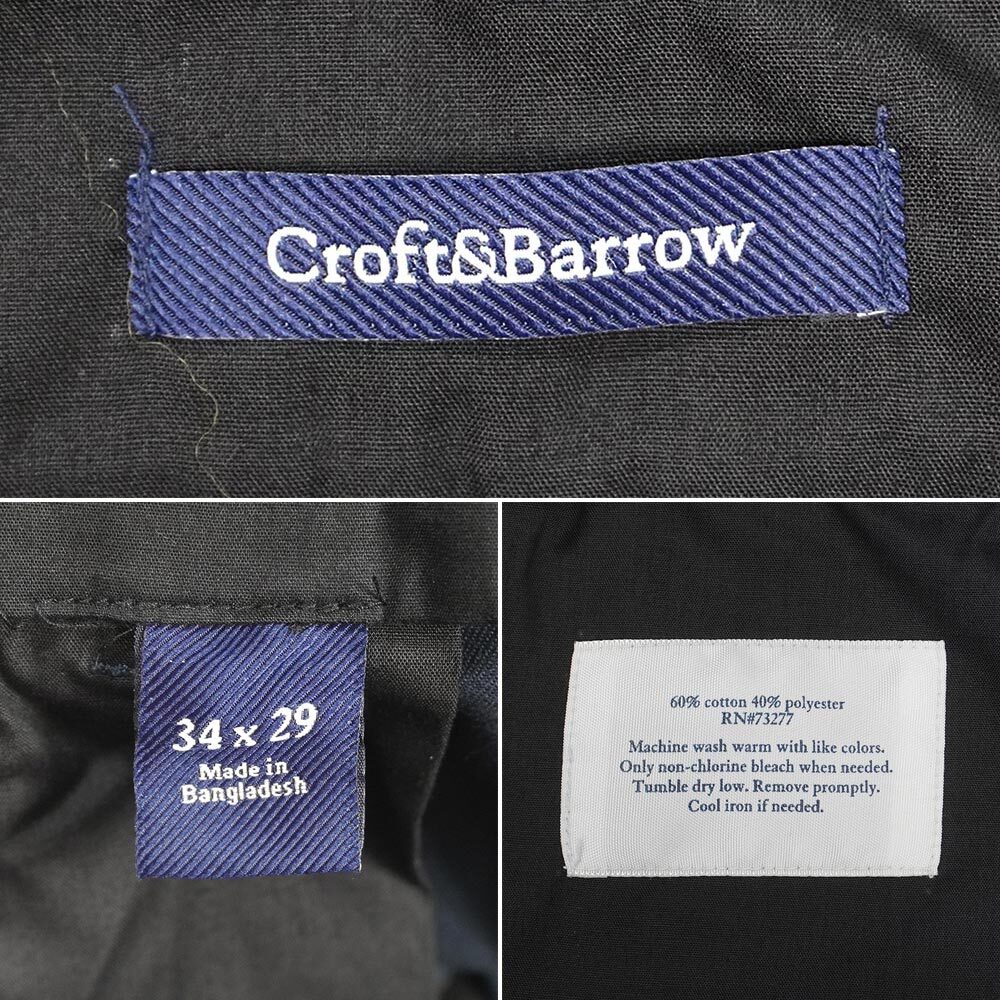 Croft&Barrow
34 x 29
Made in
Bangladesh
60% cotton 40% polyester
RN#73277
Machine wash warm with like colors.
Only non-chlorine bleach when needed.
Tumble dry low. Remove promptly.
Cool iron if needed.